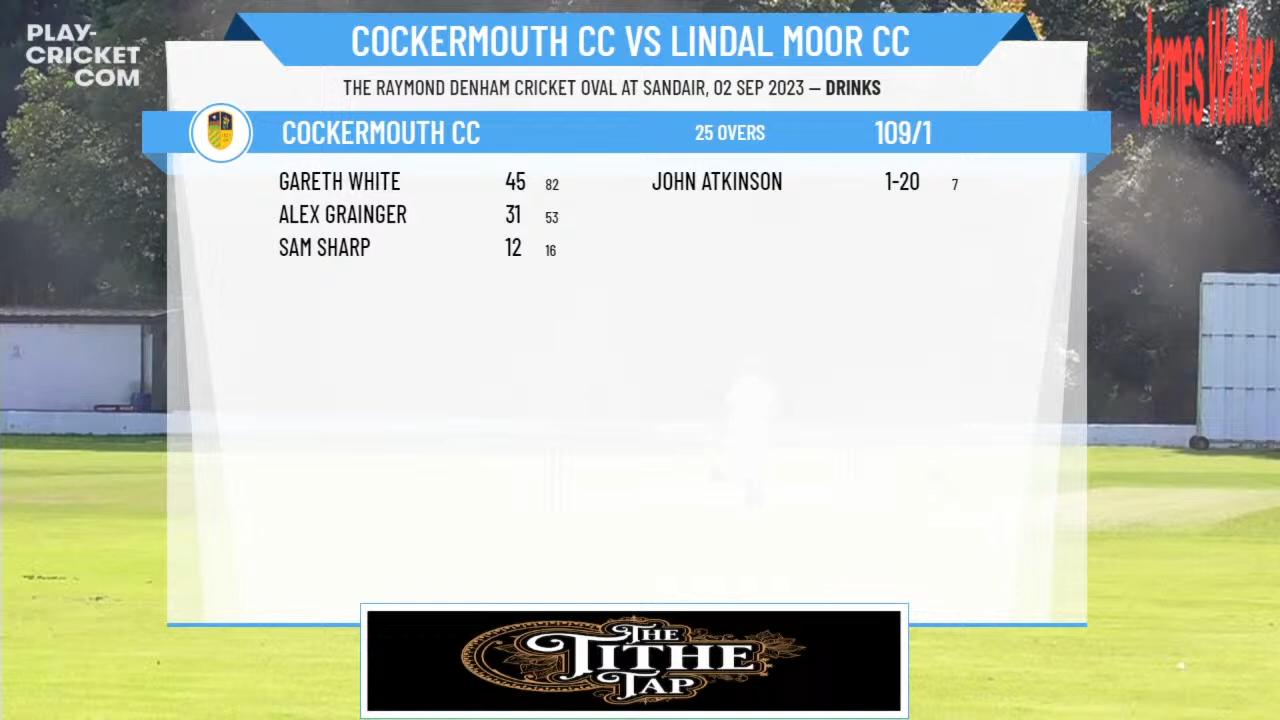 PLAY-
CRICKET
COM
COCKERMOUTH CC VS LINDAL MOOR CC
James Walker
THE RAYMOND DENHAM CRICKET OVAL AT SANDAIR, 02 SEP 2023 – DRINKS
COCKERMOUTH CC 25 OVERS 109/1
GARETH WHITE 45 82 JOHN ATKINSON 1-20 7
ALEX GRAINGER 31 53
SAM SHARP 12 16
THE
TITHE
TAP